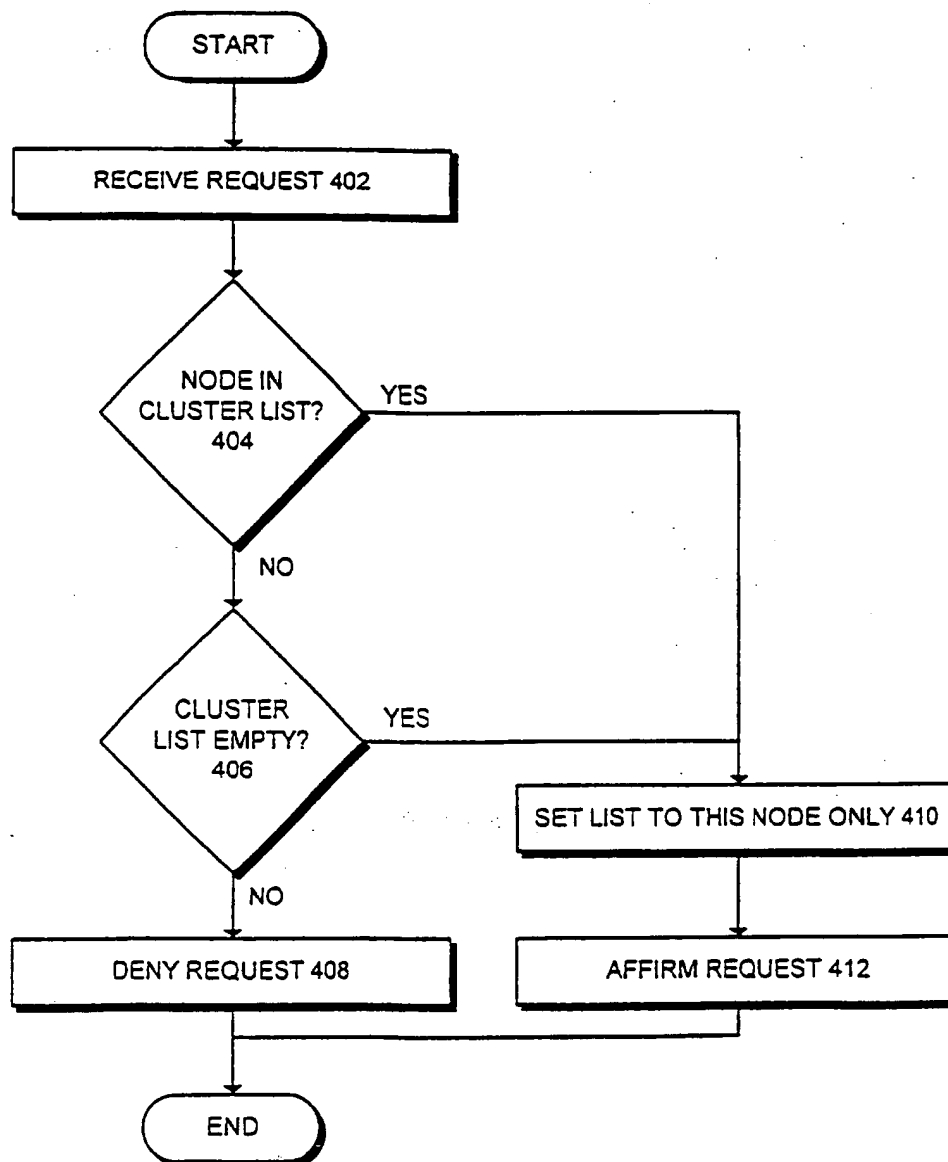 START
RECEIVE REQUEST 402
NODE IN
CLUSTER LIST?
404
YES
NO
CLUSTER
LIST EMPTY?
406
YES
SET LIST TO THIS NODE ONLY 410
NO
DENY REQUEST 408
AFFIRM REQUEST 412
END